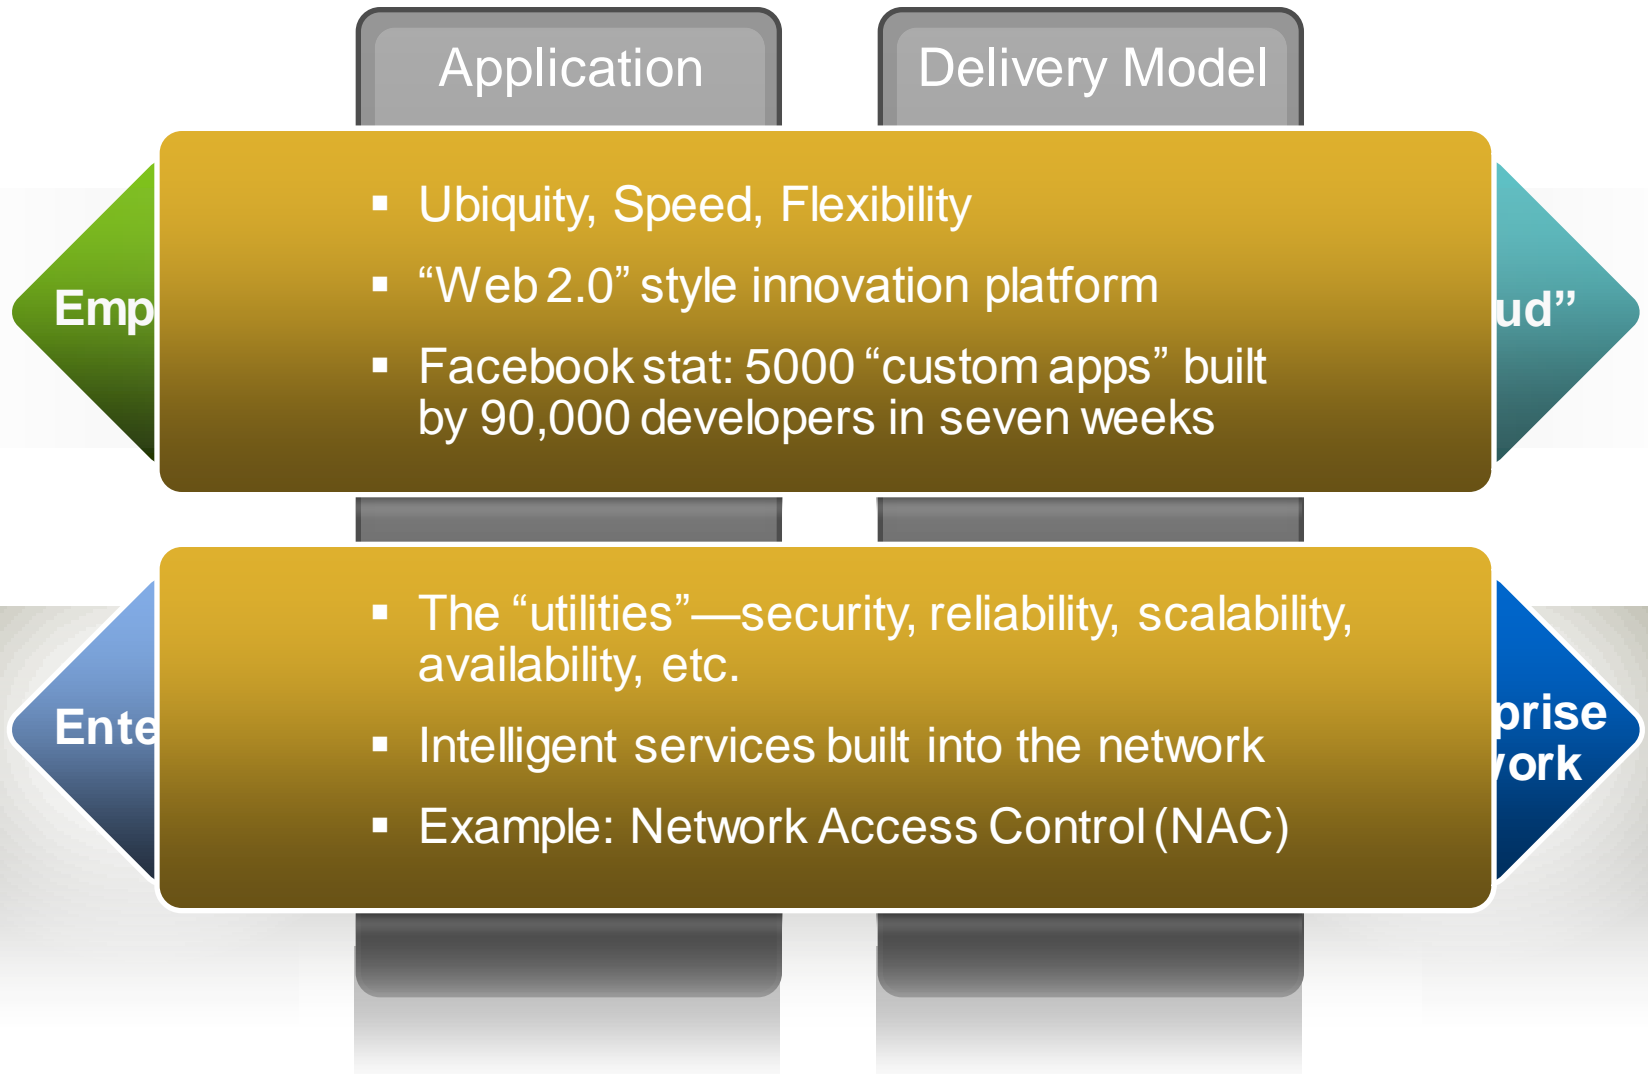 Application
Delivery Model
▪ Ubiquity, Speed, Flexibility
▪ “Web 2.0” style innovation platform
▪ Facebook stat: 5000 “custom apps” built
by 90,000 developers in seven weeks
Emp
ud”
▪ The “utilities”—security, reliability, scalability,
availability, etc.
▪ Intelligent services built into the network
▪ Example: Network Access Control (NAC)
Ente
prise
ork